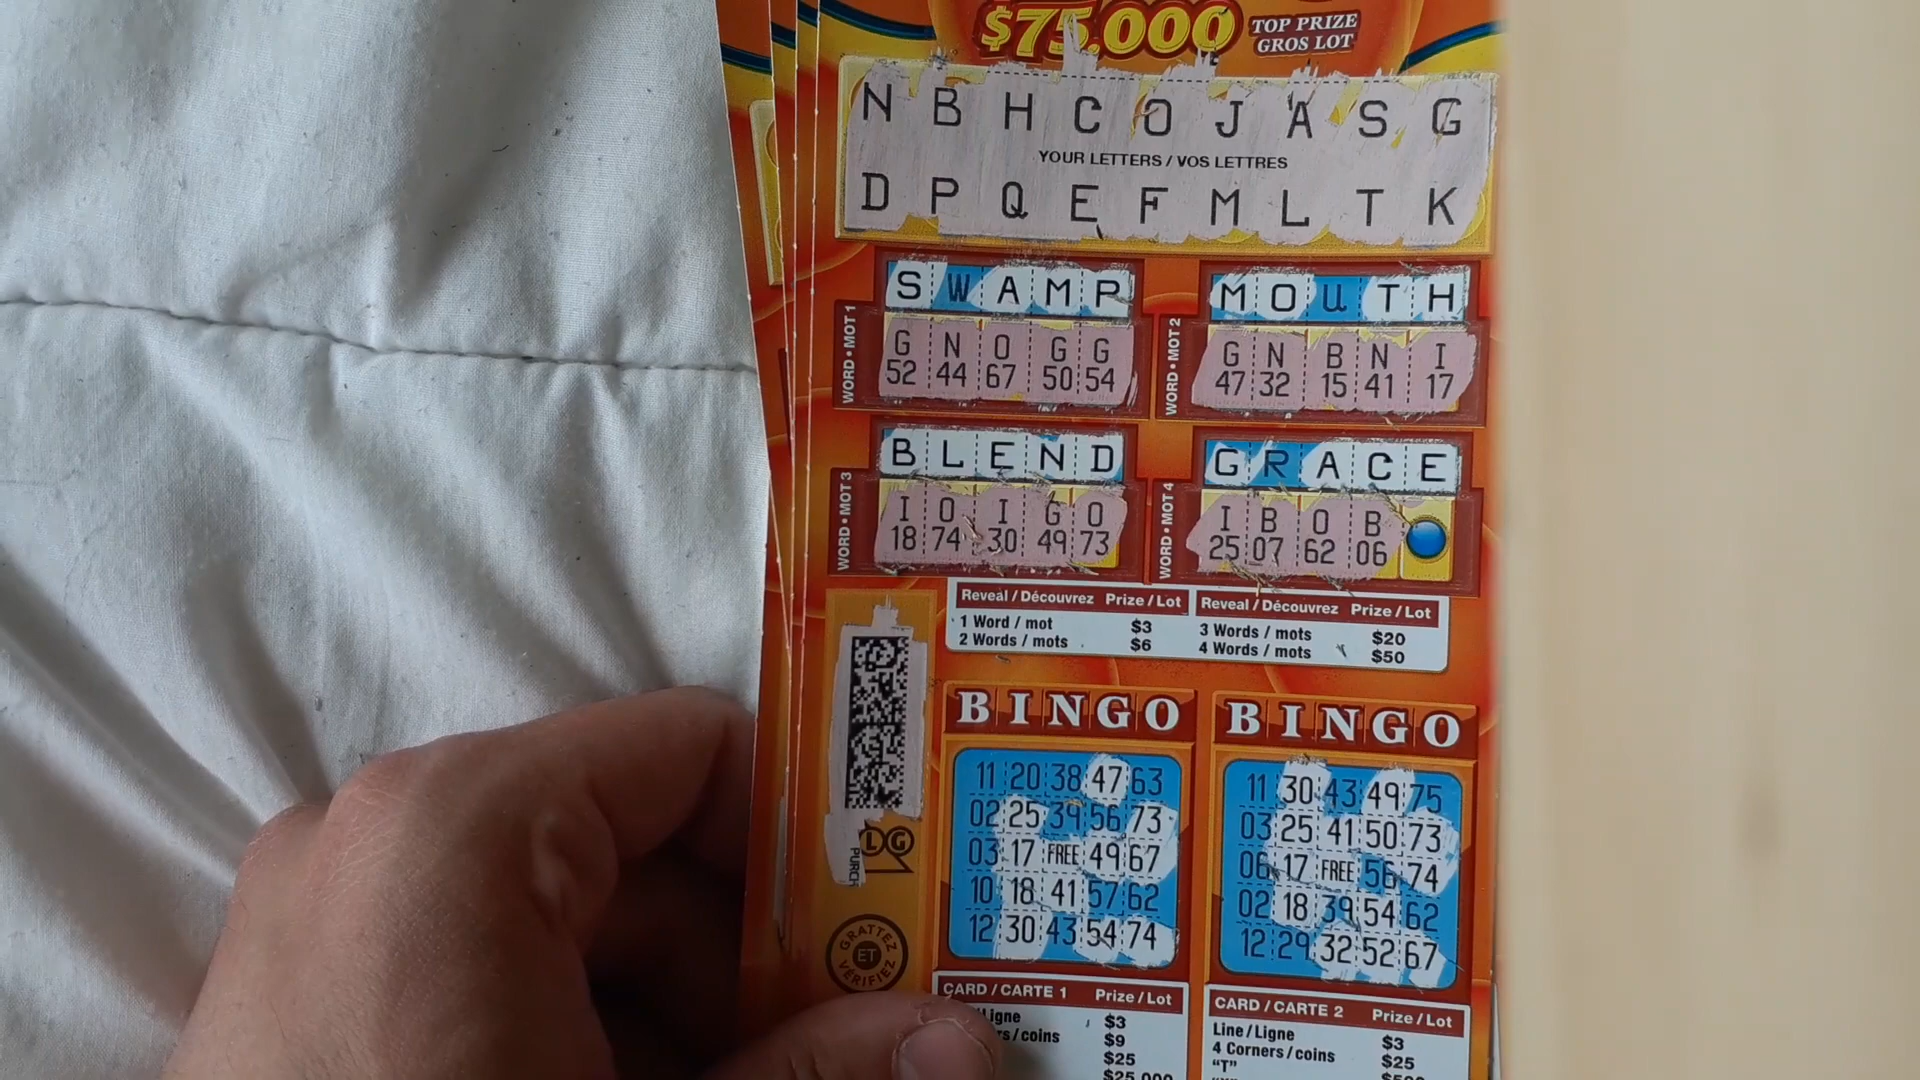 $75,000 TOP PRIZE
GROS LOT
N B H C O J A S G
YOUR LETTERS / VOS LETTRES
D P Q E F M L T K
WORD • MOT 1
S W A M P
G N O G G
52 44 67 50 54
WORD • MOT 2
M O U T H
G N B N I
47 32 15 41 17
WORD • MOT 3
B L E N D
I O I G O
18 74 30 49 73
WORD • MOT 4
G R A C E
I B O B
25 07 62 06
Reveal / Découvrez Prize / Lot
1 Word / mot $3
2 Words / mots $6
Reveal / Découvrez Prize / Lot
3 Words / mots $20
4 Words / mots $50
LG
GRATTEZ
ET
VÉRIFIEZ
BINGO
11 20 38 47 63
02 25 39 56 73
03 17 FREE 49 67
10 18 41 57 62
12 30 43 54 74
CARD / CARTE 1 Prize / Lot
/Ligne $3
rs/coins $9
$25
$25,000
BINGO
11 30 43 49 75
03 25 41 50 73
06 17 FREE 56 74
02 18 39 54 62
12 29 32 52 67
CARD / CARTE 2 Prize / Lot
Line / Ligne $3
4 Corners / coins $25
"T"